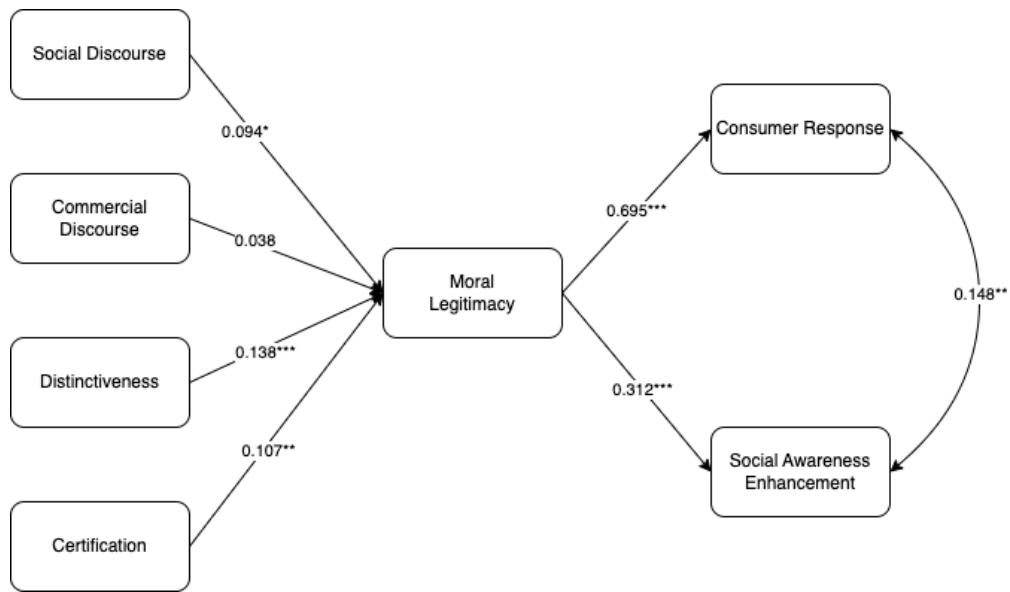 Social Discourse
0.094*
Commercial
Discourse
0.038
Distinctiveness
0.138***
Certification
0.107**
Moral
Legitimacy
0.695***
0.312***
Consumer Response
Social Awareness
Enhancement
0.148**